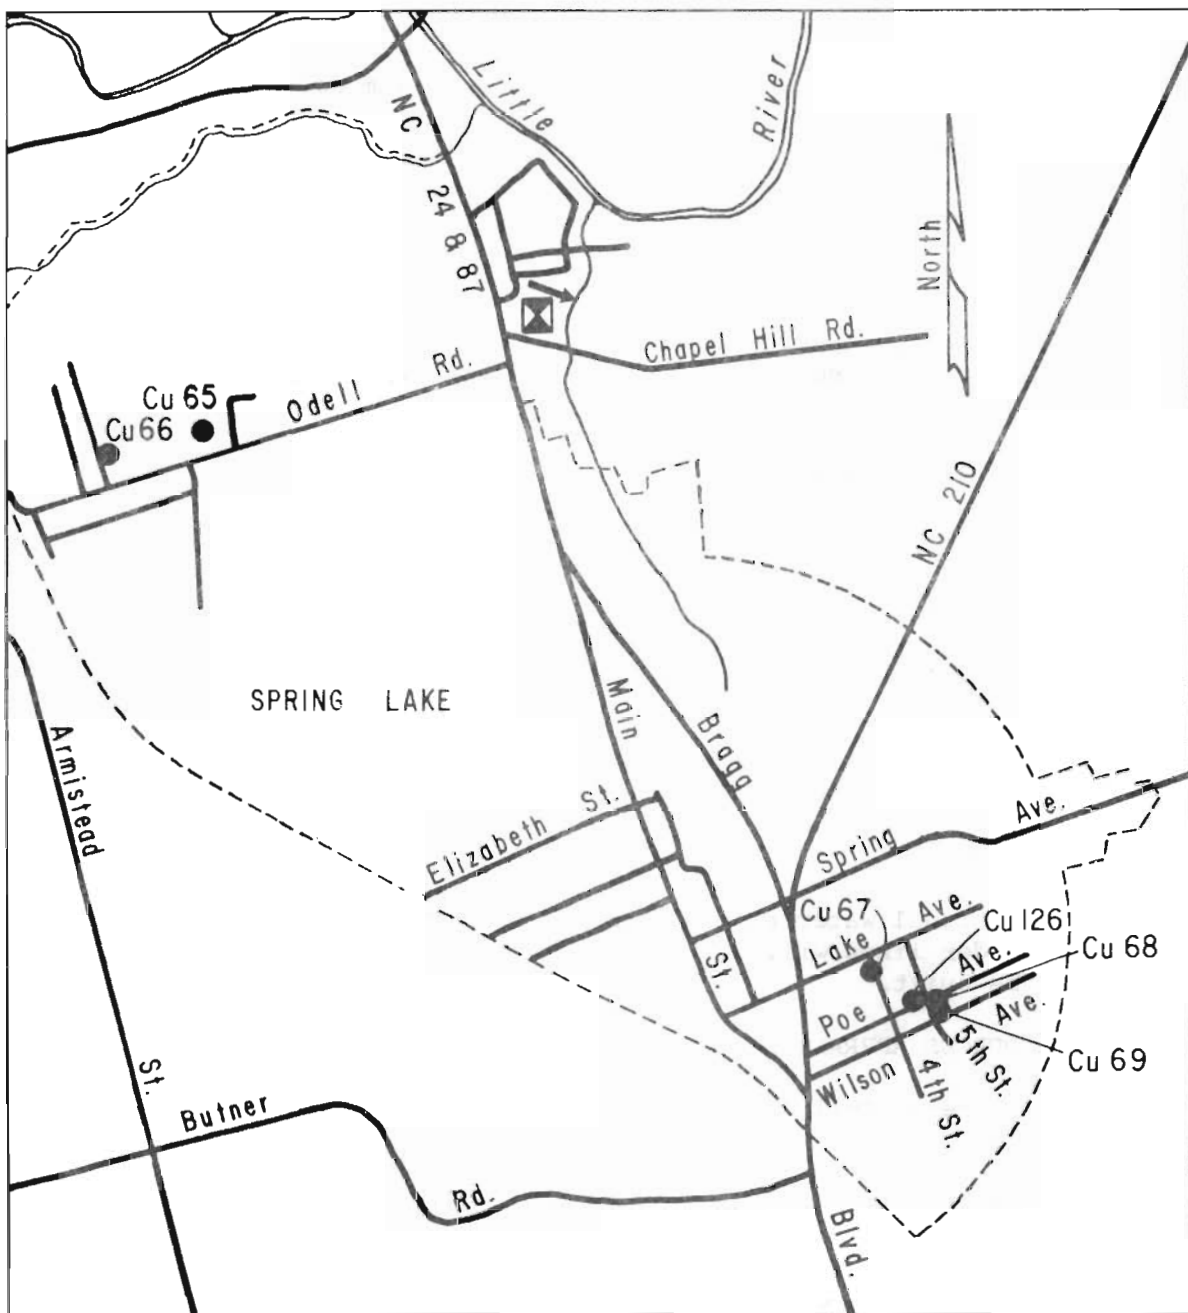 Little
River
NC 24 & 87
North
Chapel Hill Rd.
Odell Rd.
Cu 65
Cu 66
NC 210
SPRING LAKE
Main St.
Bragg Blvd.
Armistead St.
Elizabeth St.
Spring Ave.
Cu 67
Lake Ave.
Cu 126
Cu 68
Poe Ave.
Wilson Ave.
Cu 69
5th St.
4th St.
Butner Rd.